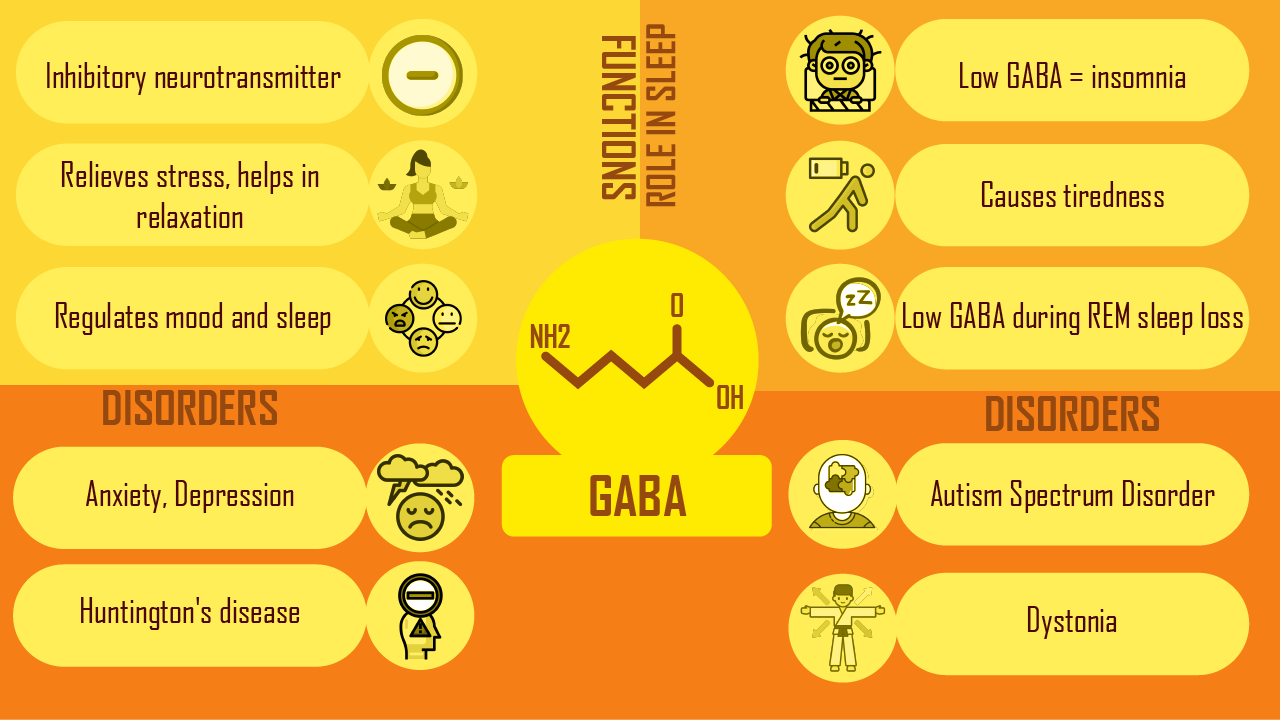 FUNCTIONS
Inhibitory neurotransmitter
Relieves stress, helps in
relaxation
Regulates mood and sleep
ROLE IN SLEEP
Low GABA = insomnia
Causes tiredness
zZ
Low GABA during REM sleep loss
NH2
O
OH
GABA
DISORDERS
Anxiety, Depression
Huntington's disease
DISORDERS
Autism Spectrum Disorder
Dystonia